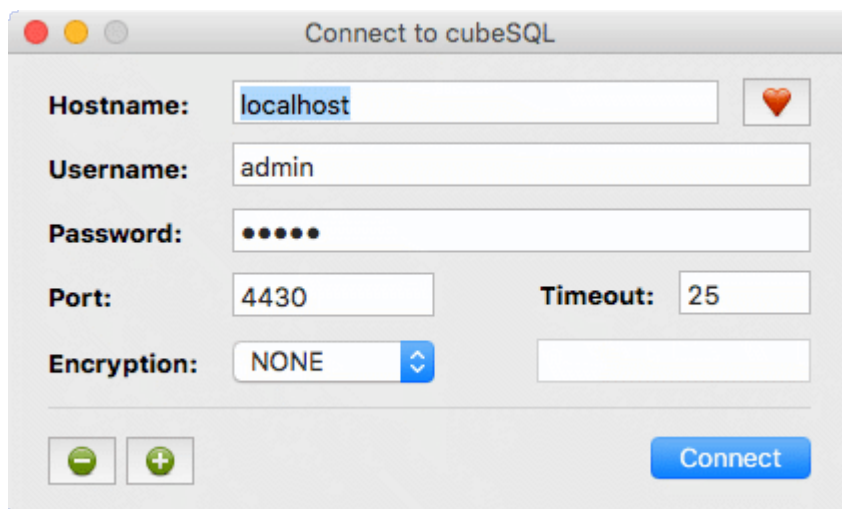 Connect to cubeSQL
Hostname: localhost
Username: admin
Password: •••••
Port: 4430 Timeout: 25
Encryption: NONE
Connect